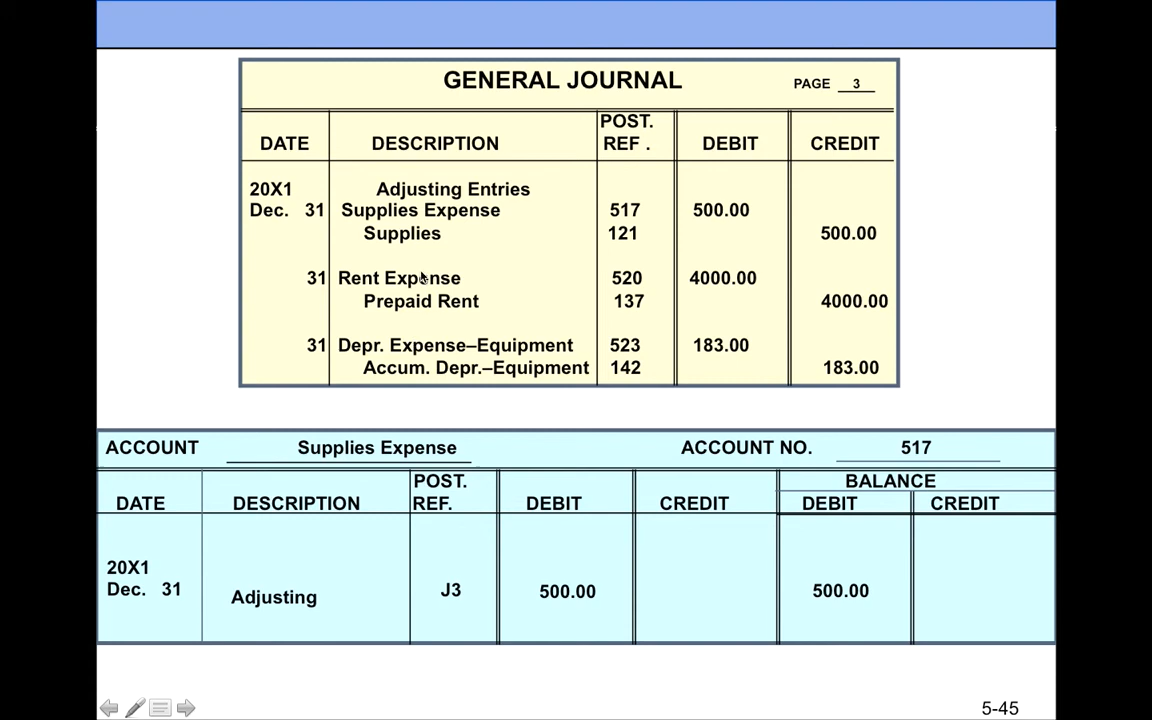 GENERAL JOURNAL PAGE 3
DATE DESCRIPTION POST. REF . DEBIT CREDIT
20X1 Adjusting Entries
Dec. 31 Supplies Expense 517 500.00
Supplies 121 500.00
31 Rent Expense 520 4000.00
Prepaid Rent 137 4000.00
31 Depr. Expense–Equipment 523 183.00
Accum. Depr.–Equipment 142 183.00
ACCOUNT Supplies Expense ACCOUNT NO. 517
POST. BALANCE
DATE DESCRIPTION REF. DEBIT CREDIT DEBIT CREDIT
20X1
Dec. 31 Adjusting J3 500.00 500.00
5-45